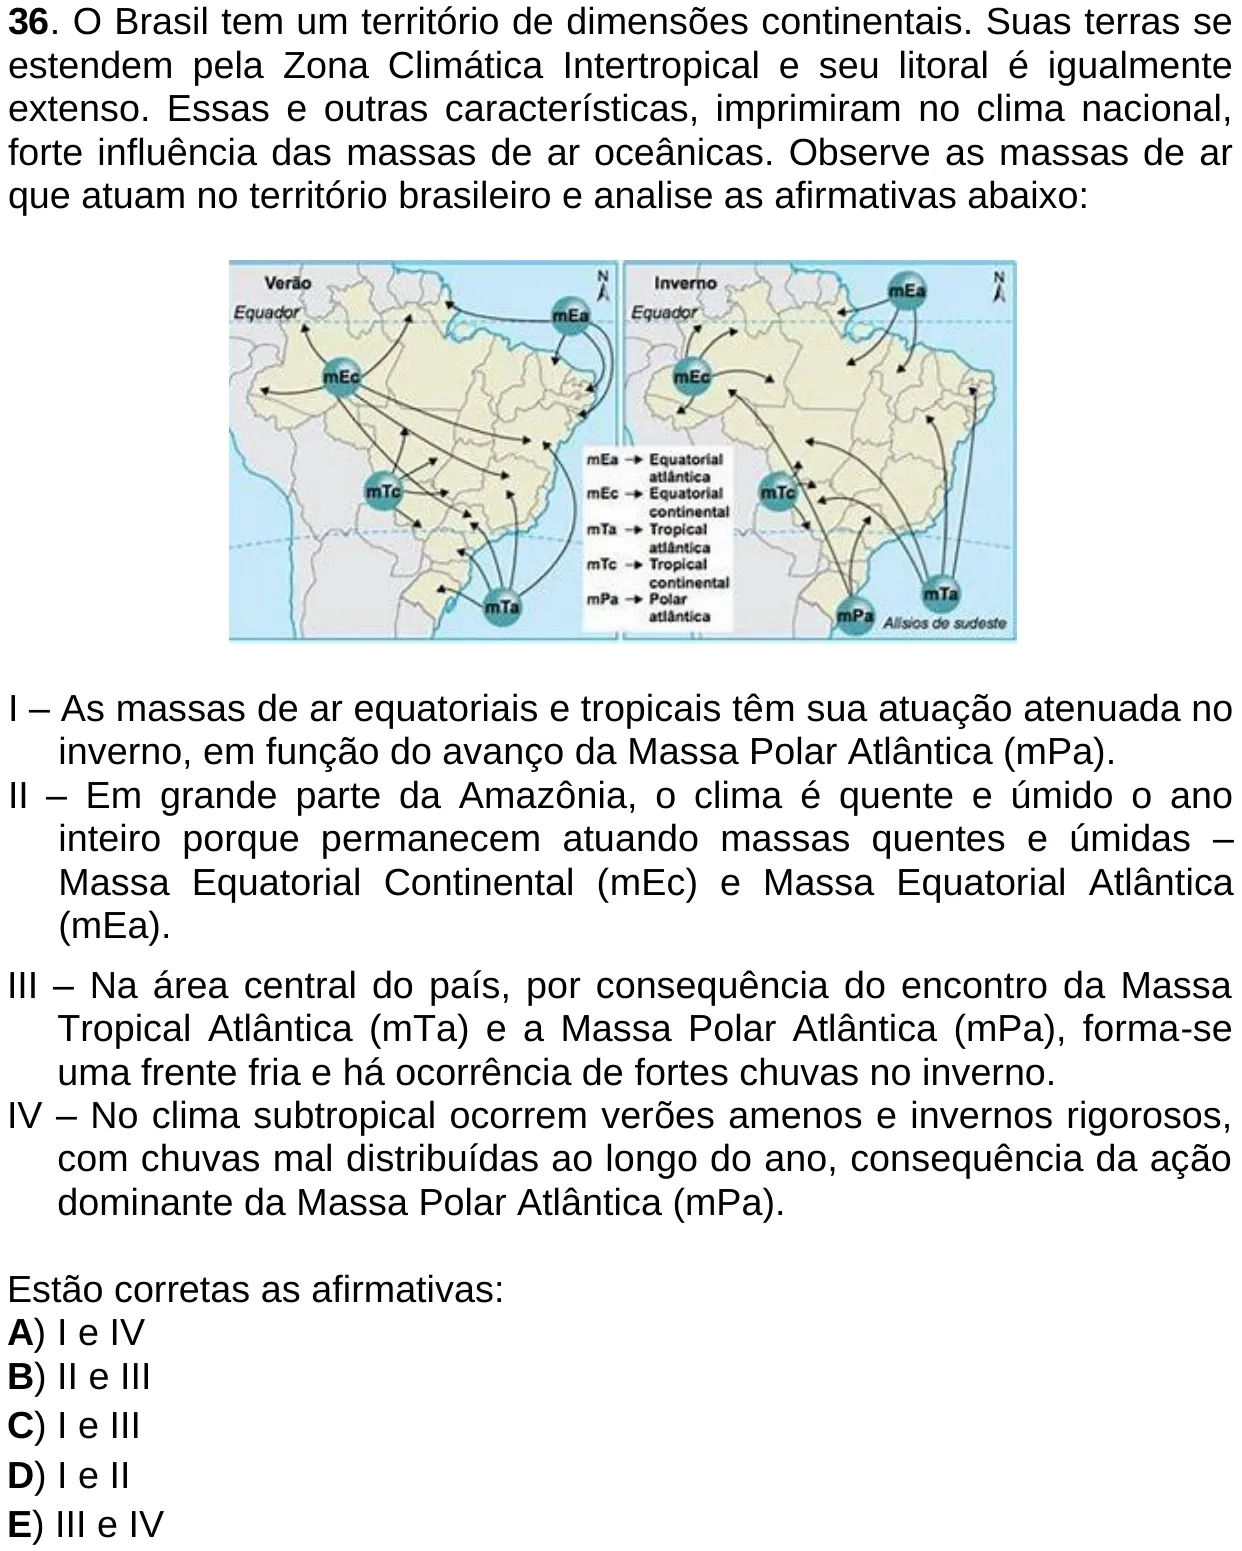 36. O Brasil tem um território de dimensões continentais. Suas terras se
estendem pela Zona Climática Intertropical e seu litoral é igualmente
extenso. Essas e outras características, imprimiram no clima nacional,
forte influência das massas de ar oceânicas. Observe as massas de ar
que atuam no território brasileiro e analise as afirmativas abaixo:
Verão
N
Equador
mEa
mEc
mTc
mTa
Inverno
N
Equador
mEa
mEc
mTc
mTa
mPa
Alísios de sudeste
mEa → Equatorial
atlântica
mEc → Equatorial
continental
mTa → Tropical
atlântica
mTc → Tropical
continental
mPa → Polar
atlântica
I – As massas de ar equatoriais e tropicais têm sua atuação atenuada no
inverno, em função do avanço da Massa Polar Atlântica (mPa).
II – Em grande parte da Amazônia, o clima é quente e úmido o ano
inteiro porque permanecem atuando massas quentes e úmidas –
Massa Equatorial Continental (mEc) e Massa Equatorial Atlântica
(mEa).
III – Na área central do país, por consequência do encontro da Massa
Tropical Atlântica (mTa) e a Massa Polar Atlântica (mPa), forma-se
uma frente fria e há ocorrência de fortes chuvas no inverno.
IV – No clima subtropical ocorrem verões amenos e invernos rigorosos,
com chuvas mal distribuídas ao longo do ano, consequência da ação
dominante da Massa Polar Atlântica (mPa).
Estão corretas as afirmativas:
A) I e IV
B) II e III
C) I e III
D) I e II
E) III e IV